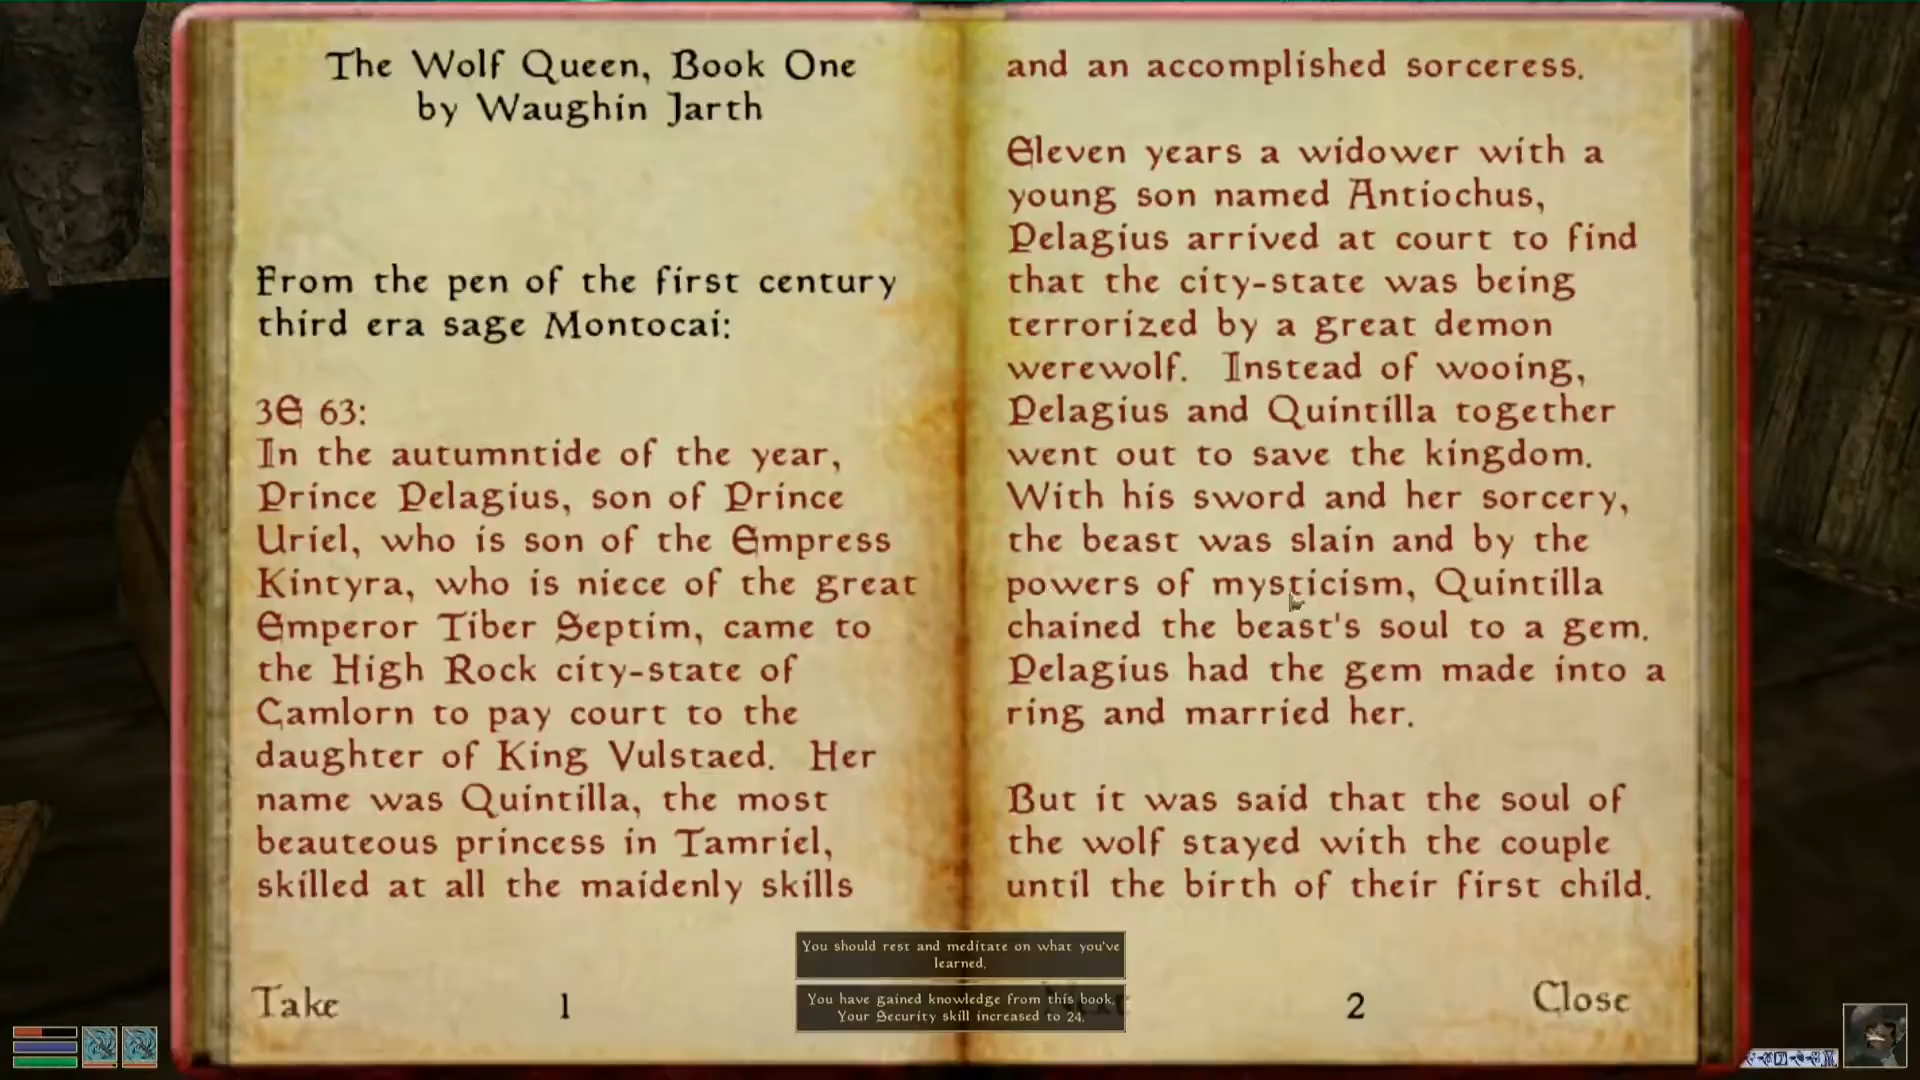 The Wolf Queen, Book One
by Waughin Jarth
From the pen of the first century
third era sage Montocai:
3E 63:
In the autumntide of the year,
Prince Pelagius, son of Prince
Uriel, who is son of the Empress
Kintyra, who is niece of the great
Emperor Tiber Septim, came to
the High Rock city-state of
Camlorn to pay court to the
daughter of King Vulstaed.  Her
name was Quintilla, the most
beauteous princess in Tamriel,
skilled at all the maidenly skills
and an accomplished sorceress.
Eleven years a widower with a
young son named Antiochus,
Pelagius arrived at court to find
that the city-state was being
terrorized by a great demon
werewolf.  Instead of wooing,
Pelagius and Quintilla together
went out to save the kingdom.
With his sword and her sorcery,
the beast was slain and by the
powers of mysticism, Quintilla
chained the beast's soul to a gem.
Pelagius had the gem made into a
ring and married her.
But it was said that the soul of
the wolf stayed with the couple
until the birth of their first child.
You should rest and meditate on what you've
learned.
You have gained knowledge from this book.
Your Security skill increased to 24.
Take
1
2
Close